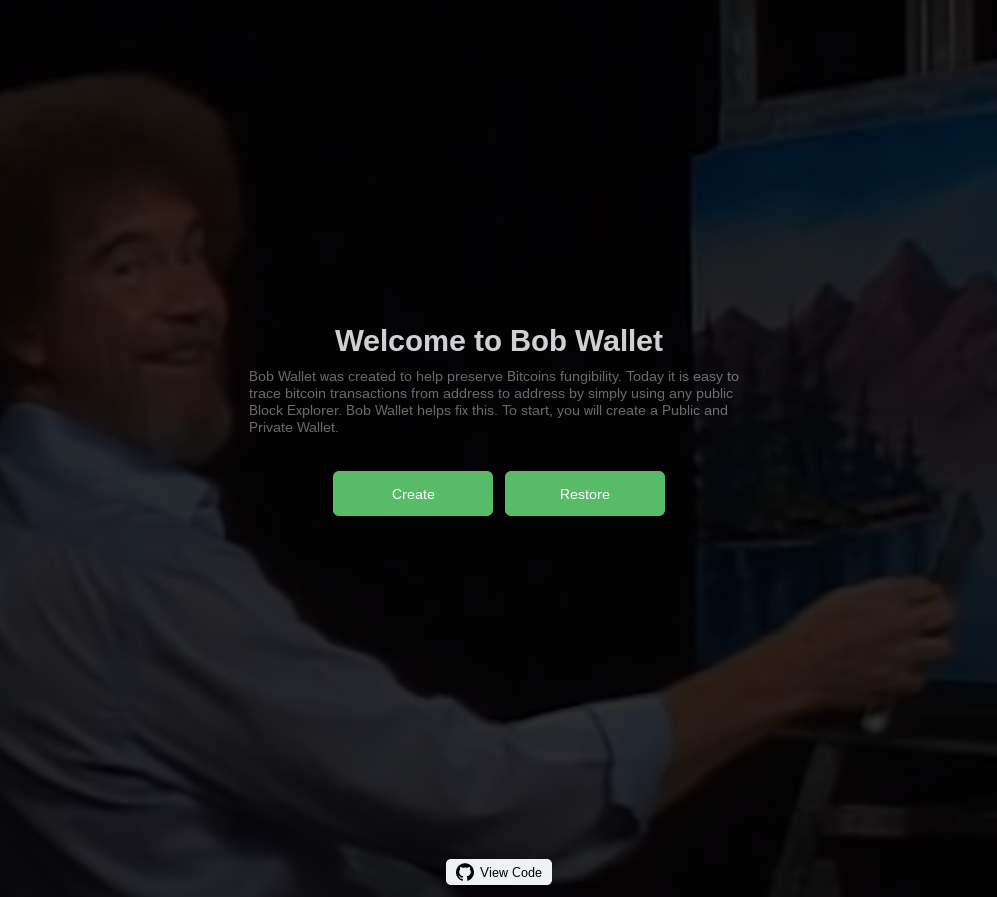 Welcome to Bob Wallet
Bob Wallet was created to help preserve Bitcoins fungibility. Today it is easy to
trace bitcoin transactions from address to address by simply using any public
Block Explorer. Bob Wallet helps fix this. To start, you will create a Public and
Private Wallet.
Create Restore
View Code